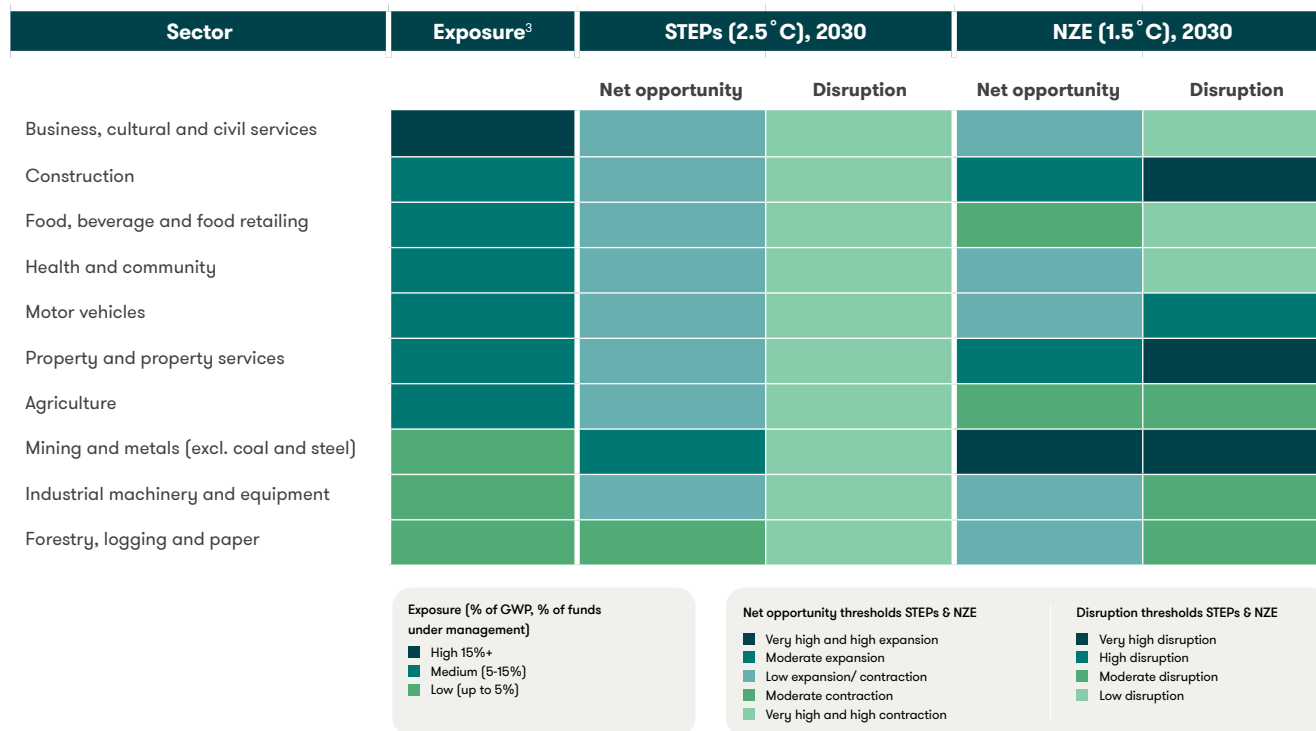 Sector Exposure³ STEPs (2.5˚C), 2030 NZE (1.5˚C), 2030
Net opportunity Disruption Net opportunity Disruption
Business, cultural and civil services
Construction
Food, beverage and food retailing
Health and community
Motor vehicles
Property and property services
Agriculture
Mining and metals (excl. coal and steel)
Industrial machinery and equipment
Forestry, logging and paper
Exposure (% of GWP, % of funds
under management)
High 15%+
Medium (5-15%)
Low (up to 5%)
Net opportunity thresholds STEPs & NZE
Very high and high expansion
Moderate expansion
Low expansion/ contraction
Moderate contraction
Very high and high contraction
Disruption thresholds STEPs & NZE
Very high disruption
High disruption
Moderate disruption
Low disruption